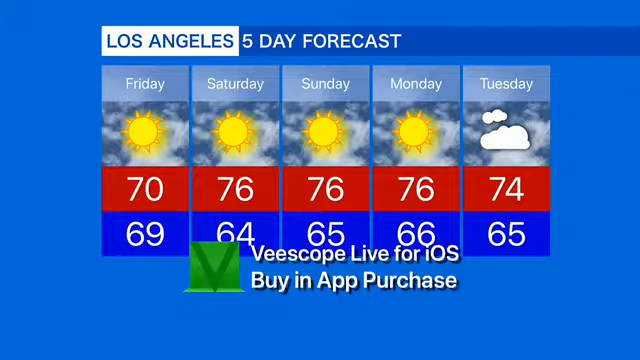 LOS ANGELES 5 DAY FORECAST
Friday Saturday Sunday Monday Tuesday
70 76 76 76 74
69 64 65 66 65
V Veescope Live for iOS
Buy in App Purchase